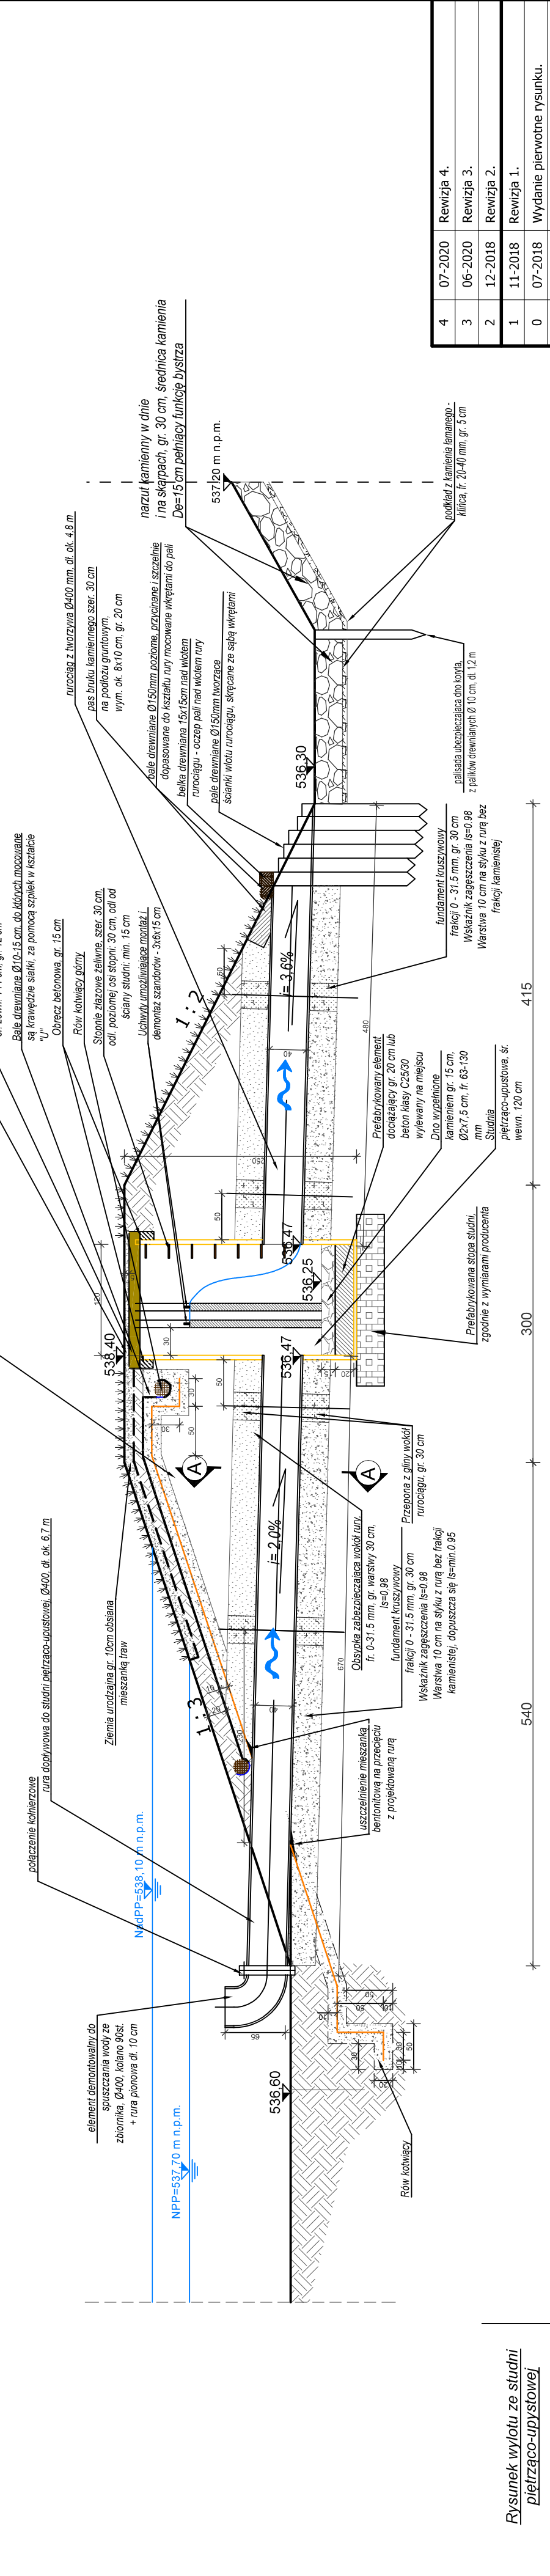 Rysunek wylotu ze studni
piętrząco-upystowej
element demontowalny do
spuszczania wody ze
zbiornika, Ø400, kolano 90st.
+ rura pionowa dł. 10 cm
połączenie kołnierzowe
rura dopływowa do studni piętrząco-upustowej, Ø400, dł. ok. 6.7 m
NadPP=538,10 m n.p.m.
NPP=537,70 m n.p.m.
536.60
65
Rów kotwiący
Ziemia urodzajna gr. 10cm obsiana
mieszanką traw
1 : 3
i= 2,0%
40
670
uszczelnienie mieszanką
bentonitową na przecięciu
z projektowaną rurą
Obsypka zabezpieczająca wokół rury,
fr. 0-31.5 mm, gr. warstwy 30 cm,
Is=0,98
fundament kruszywowy
frakcji 0 - 31.5 mm, gr. 30 cm
Wskaźnik zagęszczenia Is=0.98
Warstwa 10 cm na styku z rurą bez frakcji
kamienistej, dopuszcza się Is=min.0.95
Przepona z gliny wokół
rurociągu, gr. 30 cm
A
A
538.40
536.47
536.25
536.47
Bale drewniane Ø10-15 cm, do których mocowane
są krawędzie siatki, za pomocą szpilek w kształcie
"U"
Obręcz betonowa, gr. 15 cm
Rów kotwiący górny
Stopnie złazowe żeliwne, szer. 30 cm,
odl. poziomej osi stopni: 30 cm, odl od
ściany studni: min. 15 cm
Uchwyty umożliwiające montaż i
demontaż szandorów - 3x6x15 cm
1 : 2
i= 3,6%
40
480
Prefabrykowana stopa studni,
zgodnie z wymiarami producenta
Prefabrykowany element
dociążający gr. 20 cm lub
beton klasy C25/30
wylewany na miejscu
Dno wypełnione
kamieniem gr. 15 cm,
Ø2x7,5 cm, fr. 63-130
mm
Studnia
piętrząco-upustowa, śr.
wewn. 120 cm
rurociąg z tworzywa Ø400 mm, dł. ok. 4.8 m
pas bruku kamiennego szer. 30 cm
na podłożu gruntowym,
wym. ok. 8x10 cm, gr. 20 cm
bale drewniane Ø150mm poziome, przycinane i szczelnie
dopasowane do kształtu rury mocowane wkrętami do pali
belka drewniana 15x15cm nad wlotem
rurociągu - oczep pali nad wlotem rury
pale drewniane Ø150mm tworzące
ścianki wlotu rurociągu, skręcane ze sąbą wkrętami
narzut kamienny w dnie
i na skarpach, gr. 30 cm, średnica kamienia
De=15 cm pełniący funkcję bystrza
537.20 m n.p.m.
536.30
fundament kruszywowy
frakcji 0 - 31.5 mm, gr. 30 cm
Wskaźnik zagęszczenia Is=0.98
Warstwa 10 cm na styku z rurą bez
frakcji kamienistej
palisada ubezpieczająca dno koryta,
z palików drewnianych Ø 10 cm, dł. 1,2 m
podkład z kamienia łamanego -
klińca, fr. 20-40 mm, gr. 5 cm
540
300
415
4 07-2020 Rewizja 4.
3 06-2020 Rewizja 3.
2 12-2018 Rewizja 2.
1 11-2018 Rewizja 1.
0 07-2018 Wydanie pierwotne rysunku.